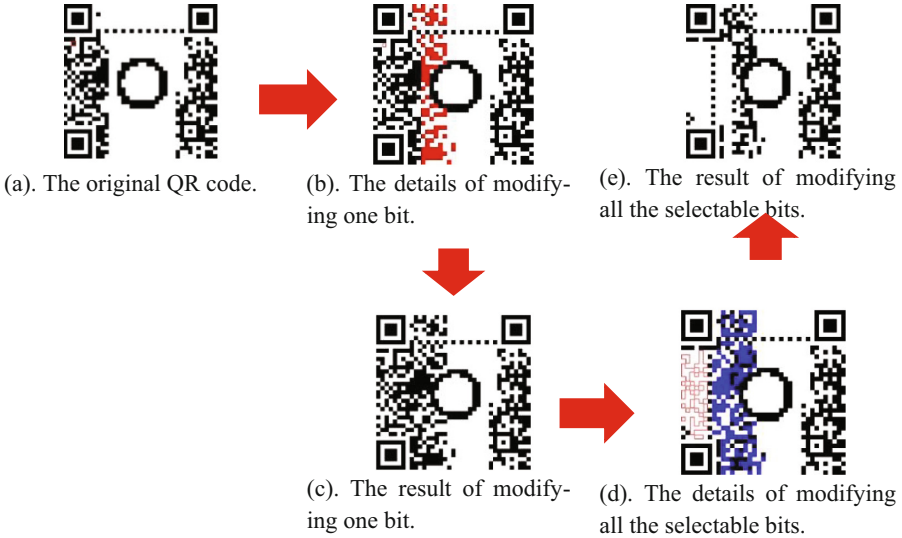 (a). The original QR code.
(b). The details of modify-
ing one bit.
(e). The result of modifying
all the selectable bits.
(c). The result of modify-
ing one bit.
(d). The details of modifying
all the selectable bits.